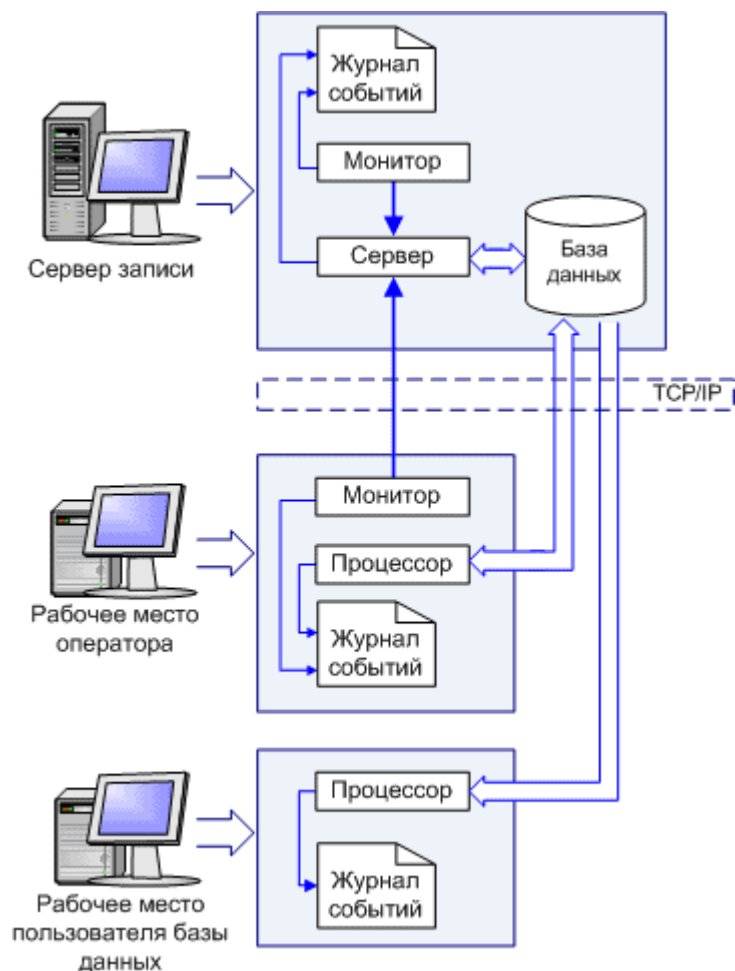 Журнал
событий
Монитор
Сервер
База
данных
Сервер записи
TCP/IP
Монитор
Процессор
Журнал
событий
Рабочее место
оператора
Процессор
Журнал
событий
Рабочее место
пользователя базы
данных